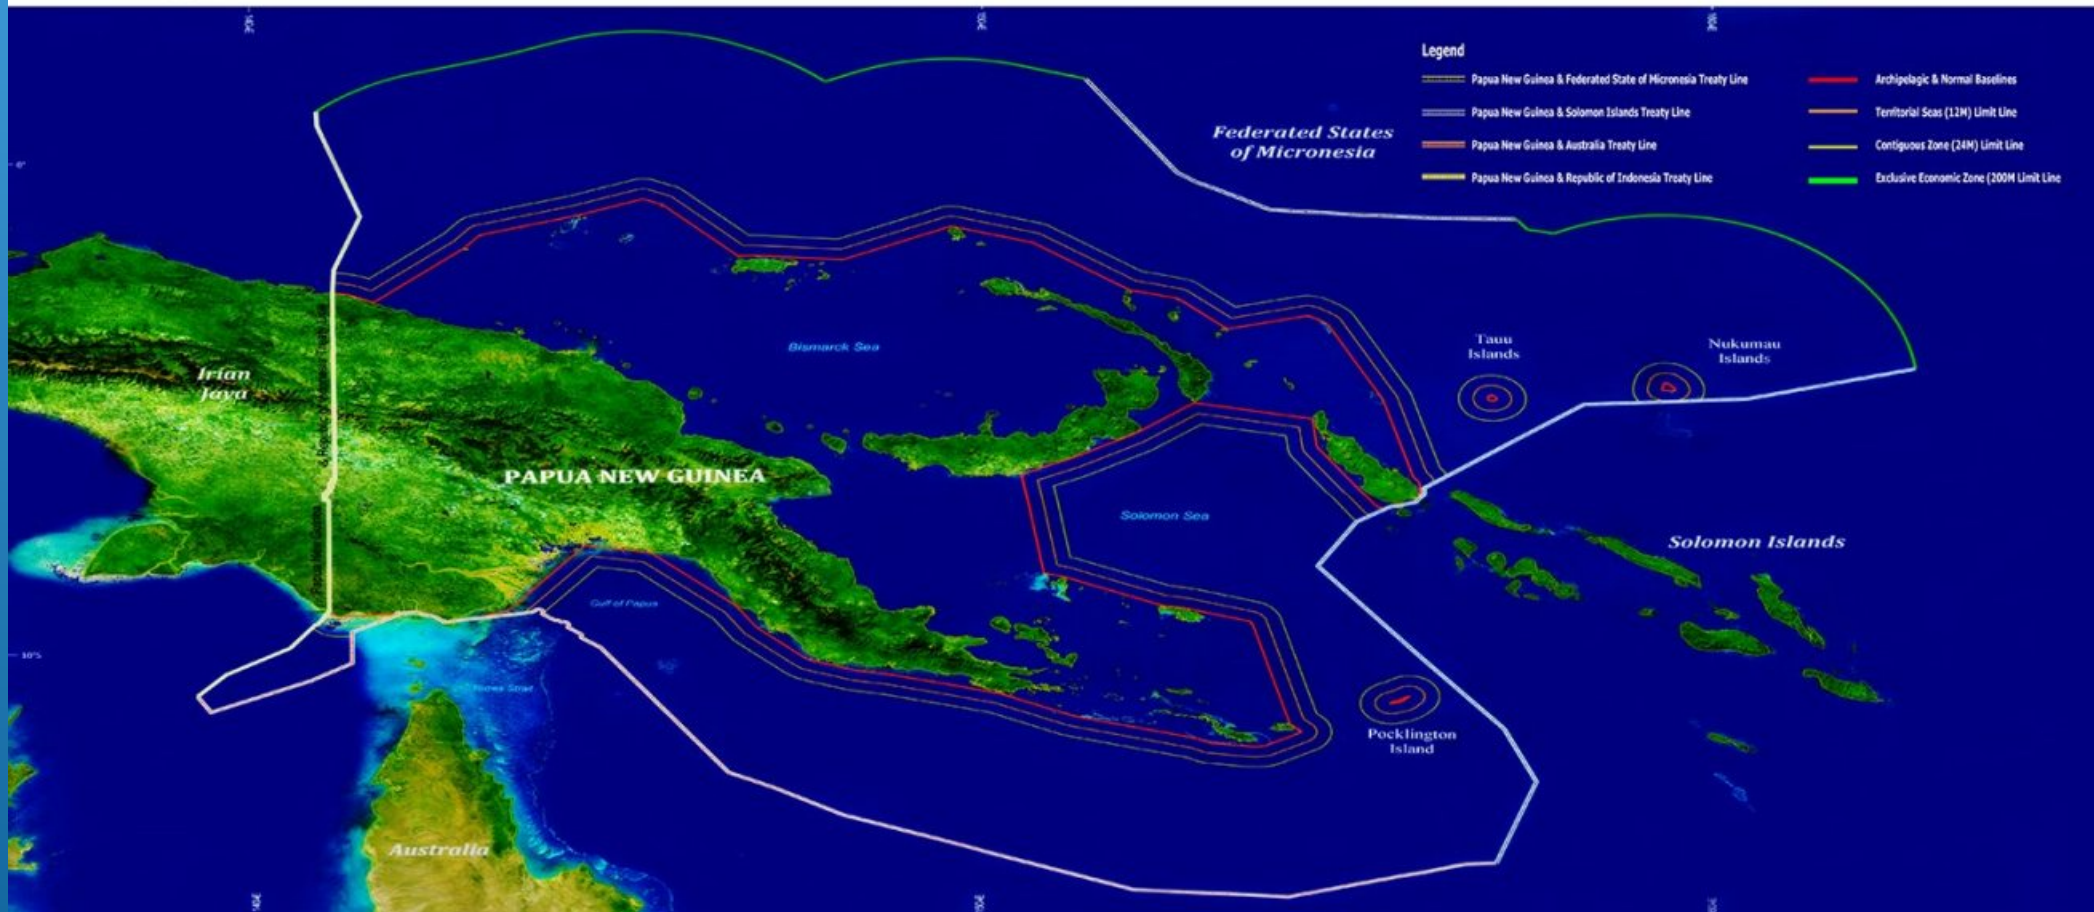 Legend
Papua New Guinea & Federated State of Micronesia Treaty Line
Papua New Guinea & Solomon Islands Treaty Line
Papua New Guinea & Australia Treaty Line
Papua New Guinea & Republic of Indonesia Treaty Line
Archipelagic & Normal Baselines
Territorial Seas (12M) Limit Line
Contiguous Zone (24M) Limit Line
Exclusive Economic Zone (200M Limit Line
Federated States
of Micronesia
0°
Tauu
Islands
Nukumau
Islands
Bismarck Sea
Irian
Java
PAPUA NEW GUINEA
Solomon Sea
Solomon Islands
Gulf of Papua
10°S
Pocklington
Island
Australia